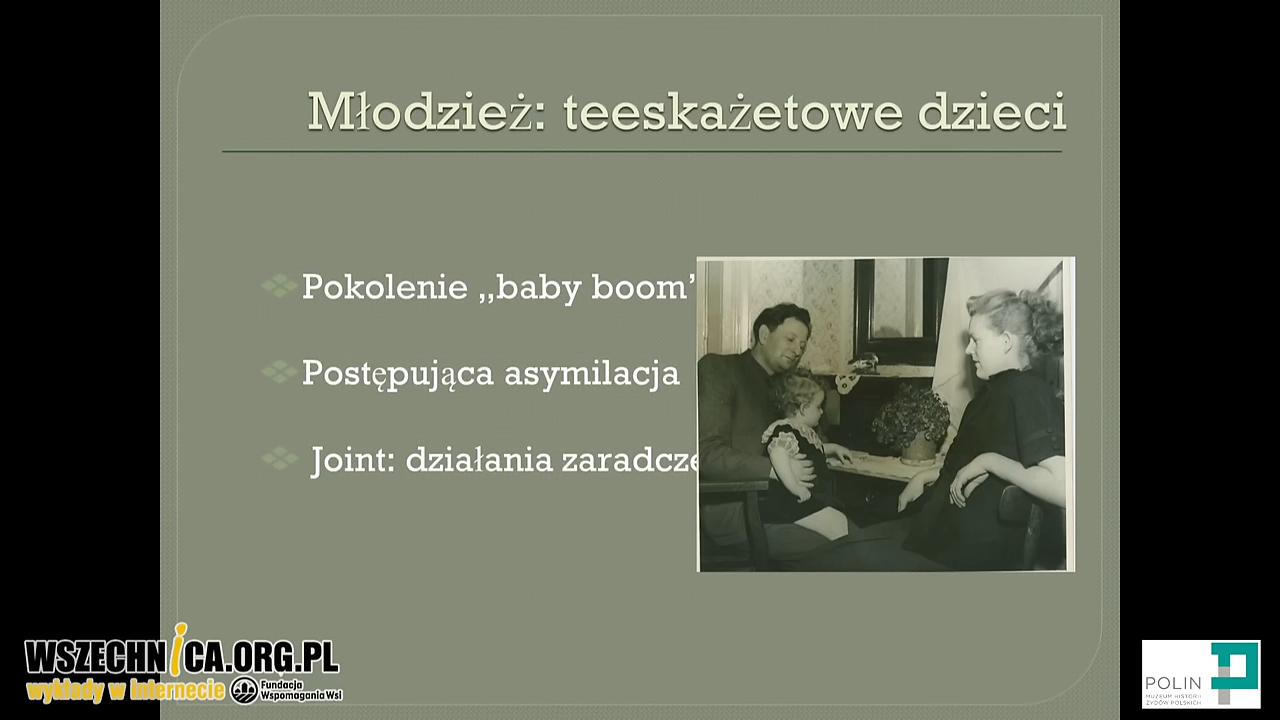 Młodzież: teeskażetowe dzieci
Pokolenie „baby boom”
Postępująca asymilacja
Joint: działania zaradcze
WSZECHNICA.ORG.PL
wykłady w internecie
Fundacja
Wspomagania Wsi
POLIN
MUZEUM HISTORII
ŻYDÓW POLSKICH